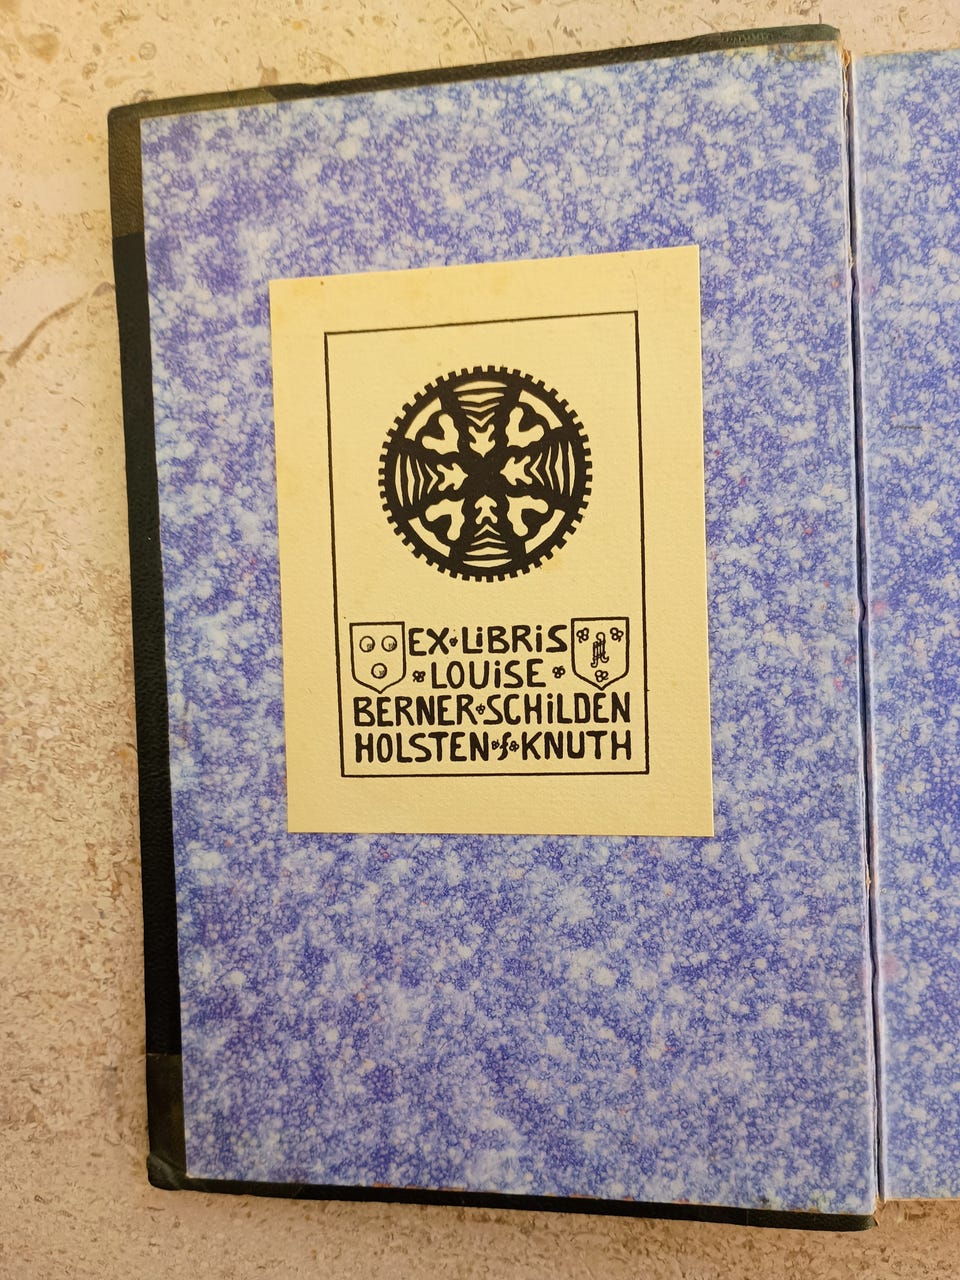 EX LiBRiS
LOUiSE
BERNER SCHiLDEN
HOLSTEN f KNUTH